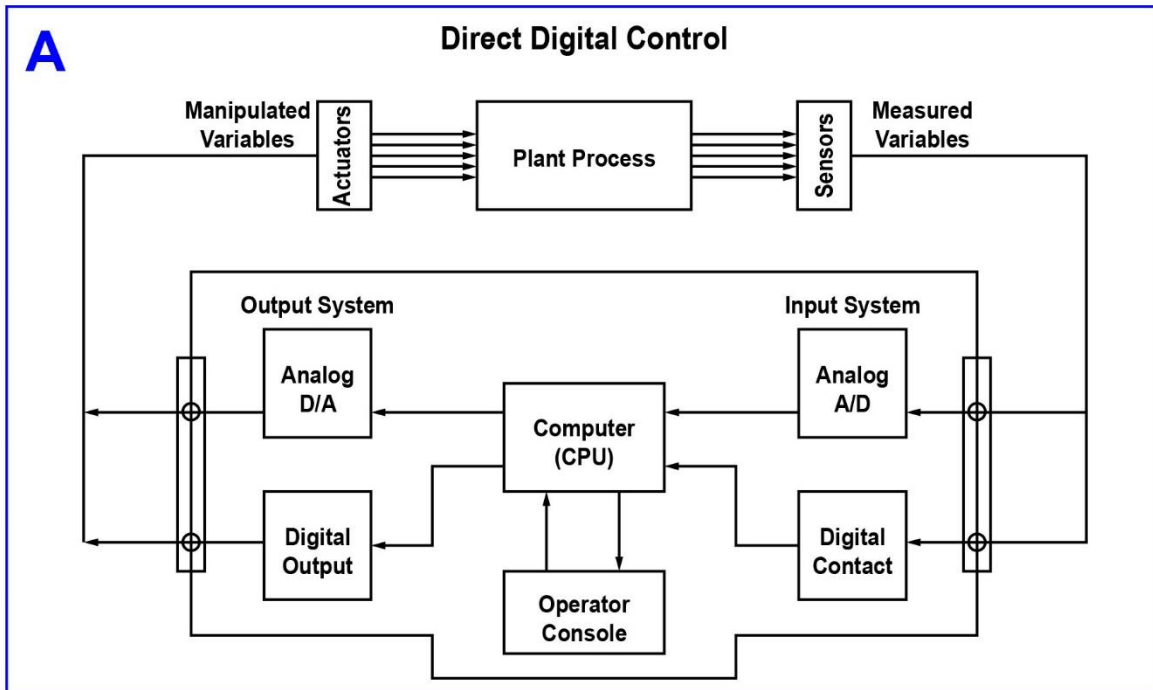 A
Direct Digital Control
Manipulated
Variables
Actuators
Plant Process
Sensors
Measured
Variables
Output System
Input System
Analog
D/A
Analog
A/D
Computer
(CPU)
Digital
Output
Digital
Contact
Operator
Console